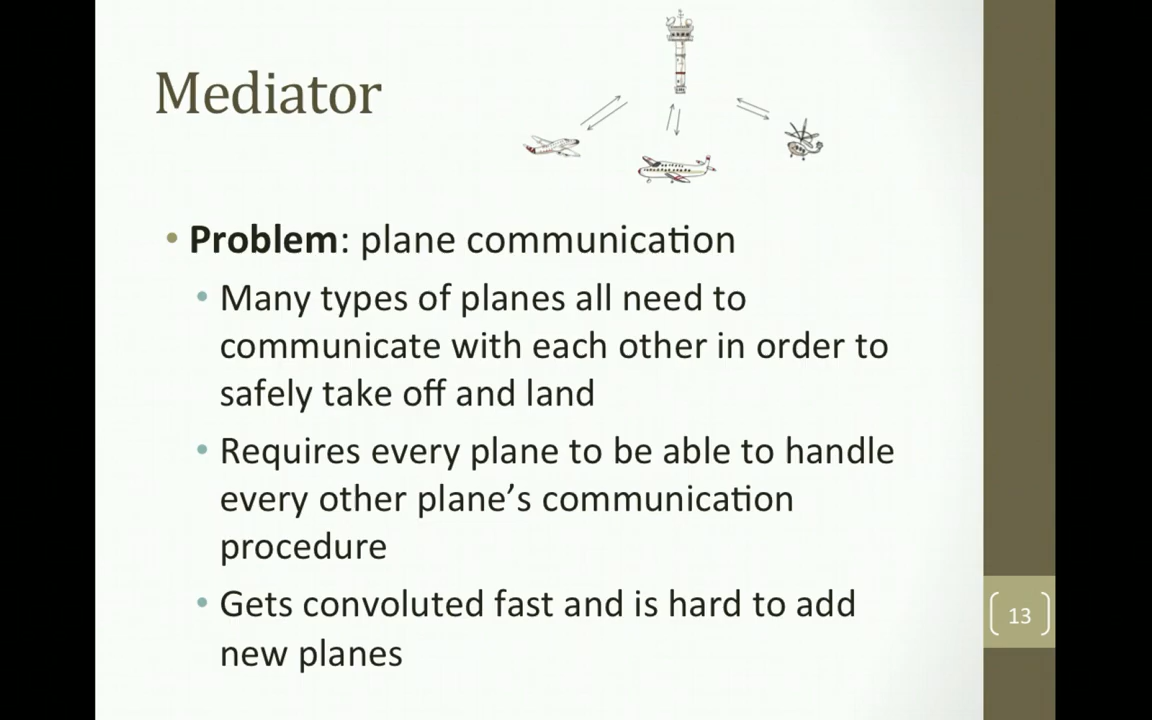 Mediator
• Problem: plane communication
• Many types of planes all need to
communicate with each other in order to
safely take off and land
• Requires every plane to be able to handle
every other plane’s communication
procedure
• Gets convoluted fast and is hard to add
new planes
13